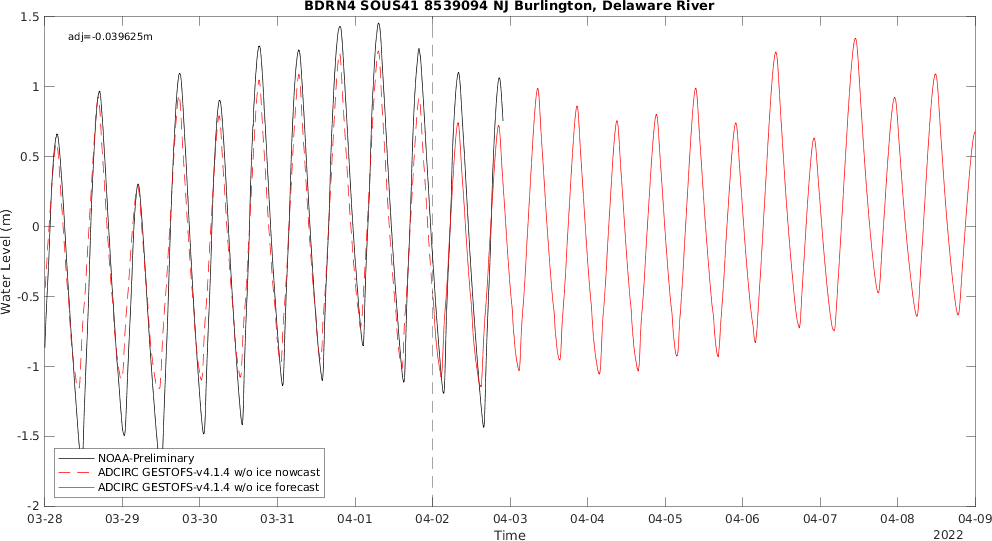 BDRN4 SOUS41 8539094 NJ Burlington, Delaware River
adj=-0.039625m
1.5
1
0.5
0
-0.5
-1
-1.5
-2
Water Level (m)
NOAA-Preliminary
ADCIRC GESTOFS-v4.1.4 w/o ice nowcast
ADCIRC GESTOFS-v4.1.4 w/o ice forecast
03-28 03-29 03-30 03-31 04-01 04-02 04-03 04-04 04-05 04-06 04-07 04-08 04-09
Time
2022